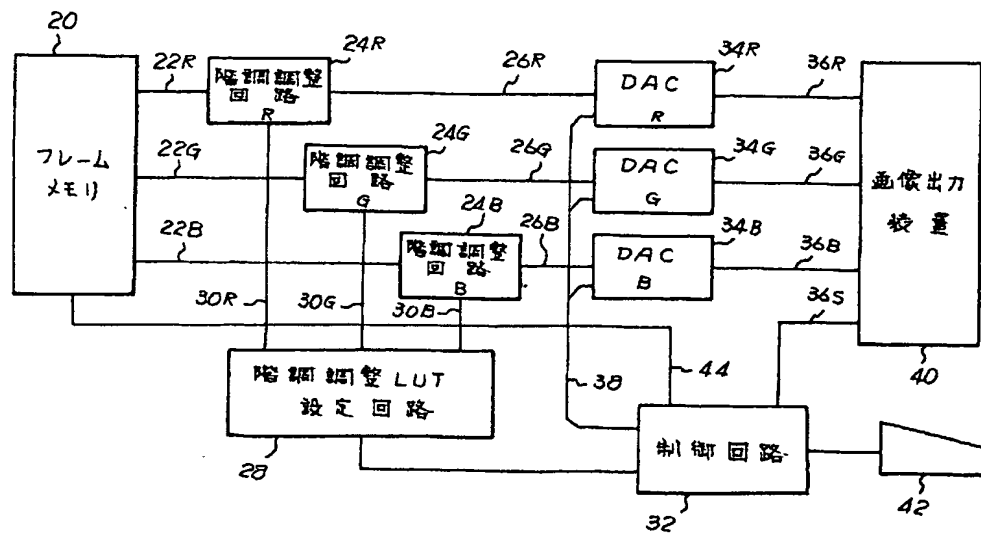 20
22R
24R
階調調整
回路
R
26R
DAC
R
34R
36R
フレーム
メモリ
22G
階調調整
回路
G
24G
26G
DAC
G
34G
36G
画像出力
装置
22B
階調調整
回路
B
24B
26B
DAC
B
34B
36B
30R
30G
30B
36S
階調調整LUT
設定回路
28
38
44
制御回路
32
40
42